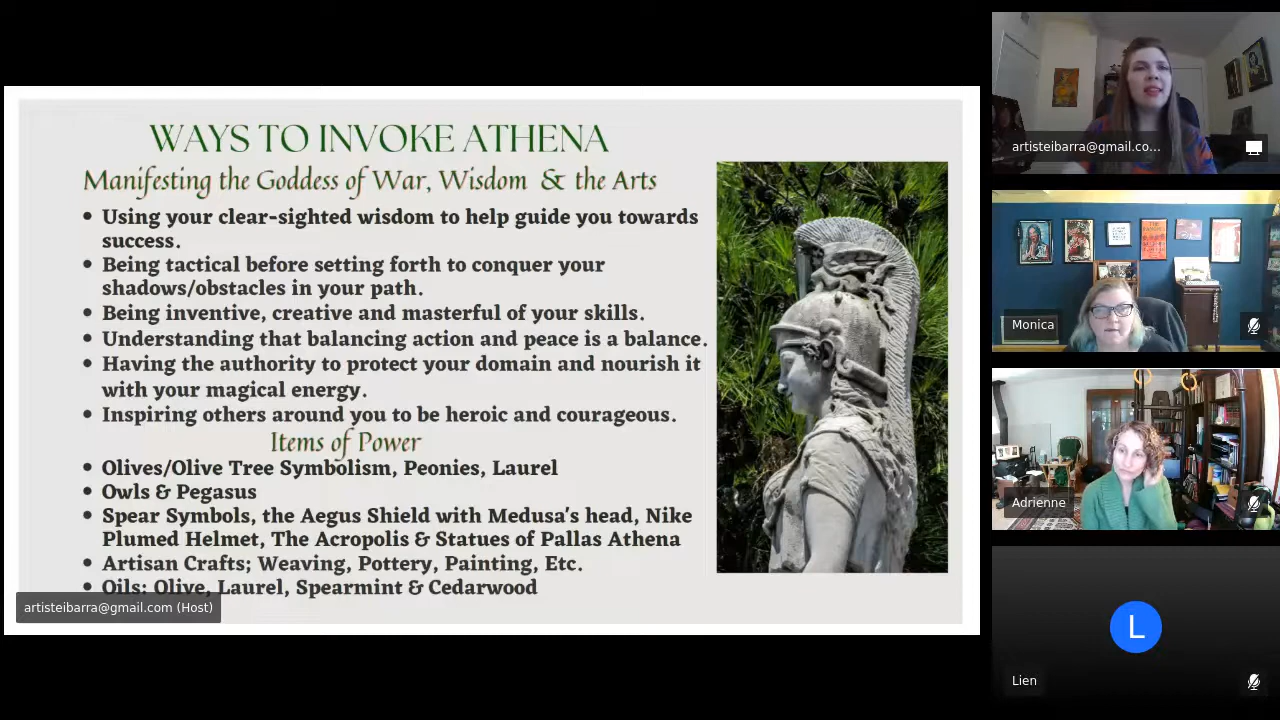 WAYS TO INVOKE ATHENA
Manifesting the Goddess of War, Wisdom & the Arts
• Using your clear-sighted wisdom to help guide you towards
success.
• Being tactical before setting forth to conquer your
shadows/obstacles in your path.
• Being inventive, creative and masterful of your skills.
• Understanding that balancing action and peace is a balance.
• Having the authority to protect your domain and nourish it
with your magical energy.
• Inspiring others around you to be heroic and courageous.
Items of Power
• Olives/Olive Tree Symbolism, Peonies, Laurel
• Owls & Pegasus
• Spear Symbols, the Aegus Shield with Medusa's head, Nike
Plumed Helmet, The Acropolis & Statues of Pallas Athena
• Artisan Crafts; Weaving, Pottery, Painting, Etc.
• Oils: Olive, Laurel, Spearmint & Cedarwood
artisteibarra@gmail.com (Host)
artisteibarra@gmail.co...
Monica
Adrienne
L
Lien